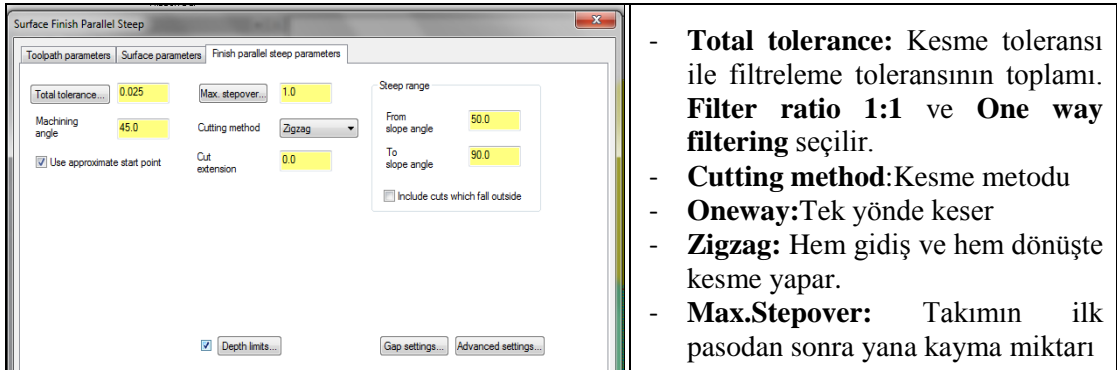 Surface Finish Parallel Steep
Toolpath parameters Surface parameters Finish parallel steep parameters
Total tolerance... 0.025
Max. stepover... 1.0
Machining angle 45.0
Cutting method Zigzag
Use approximate start point
Cut extension 0.0
Steep range
From slope angle 50.0
To slope angle 90.0
Include cuts which fall outside
Depth limits...
Gap settings... Advanced settings...
- Total tolerance: Kesme toleransı
ile filtreleme toleransının toplamı.
Filter ratio 1:1 ve One way
filtering seçilir.
- Cutting method:Kesme metodu
- Oneway:Tek yönde keser
- Zigzag: Hem gidiş ve hem dönüşte
kesme yapar.
- Max.Stepover: Takımın ilk
pasodan sonra yana kayma miktarı